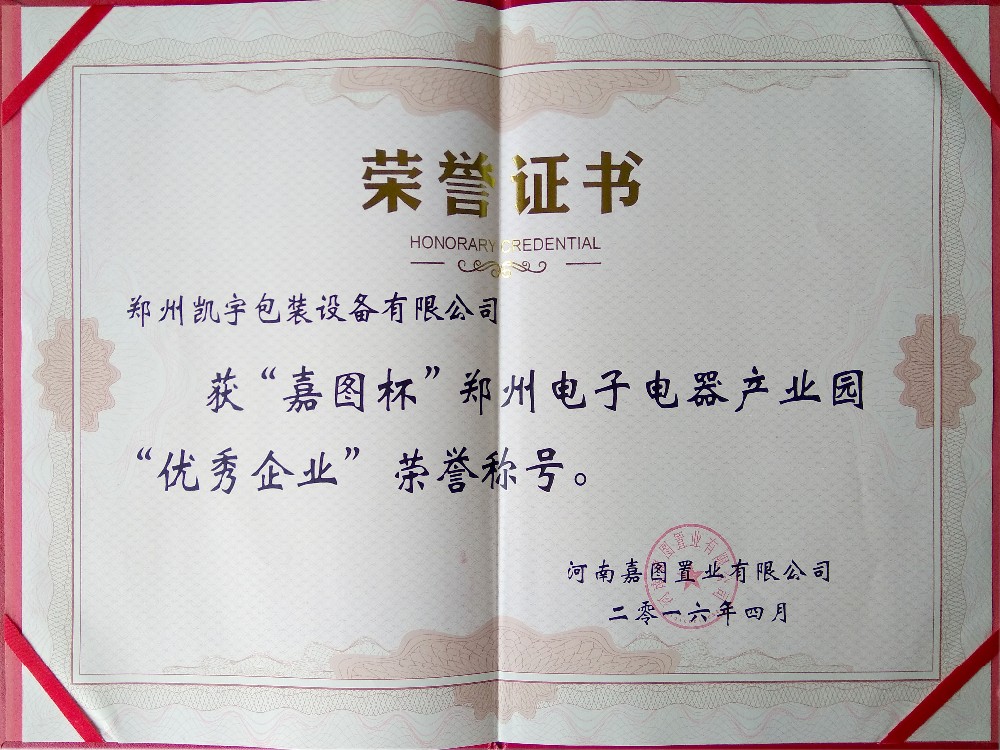 荣誉证书
HONORARY CREDENTIAL
郑州凯宇包装设备有限公司
获“嘉图杯”郑州电子电器产业园
“优秀企业”荣誉称号。
河南嘉图置业有限公司
二零一六年四月